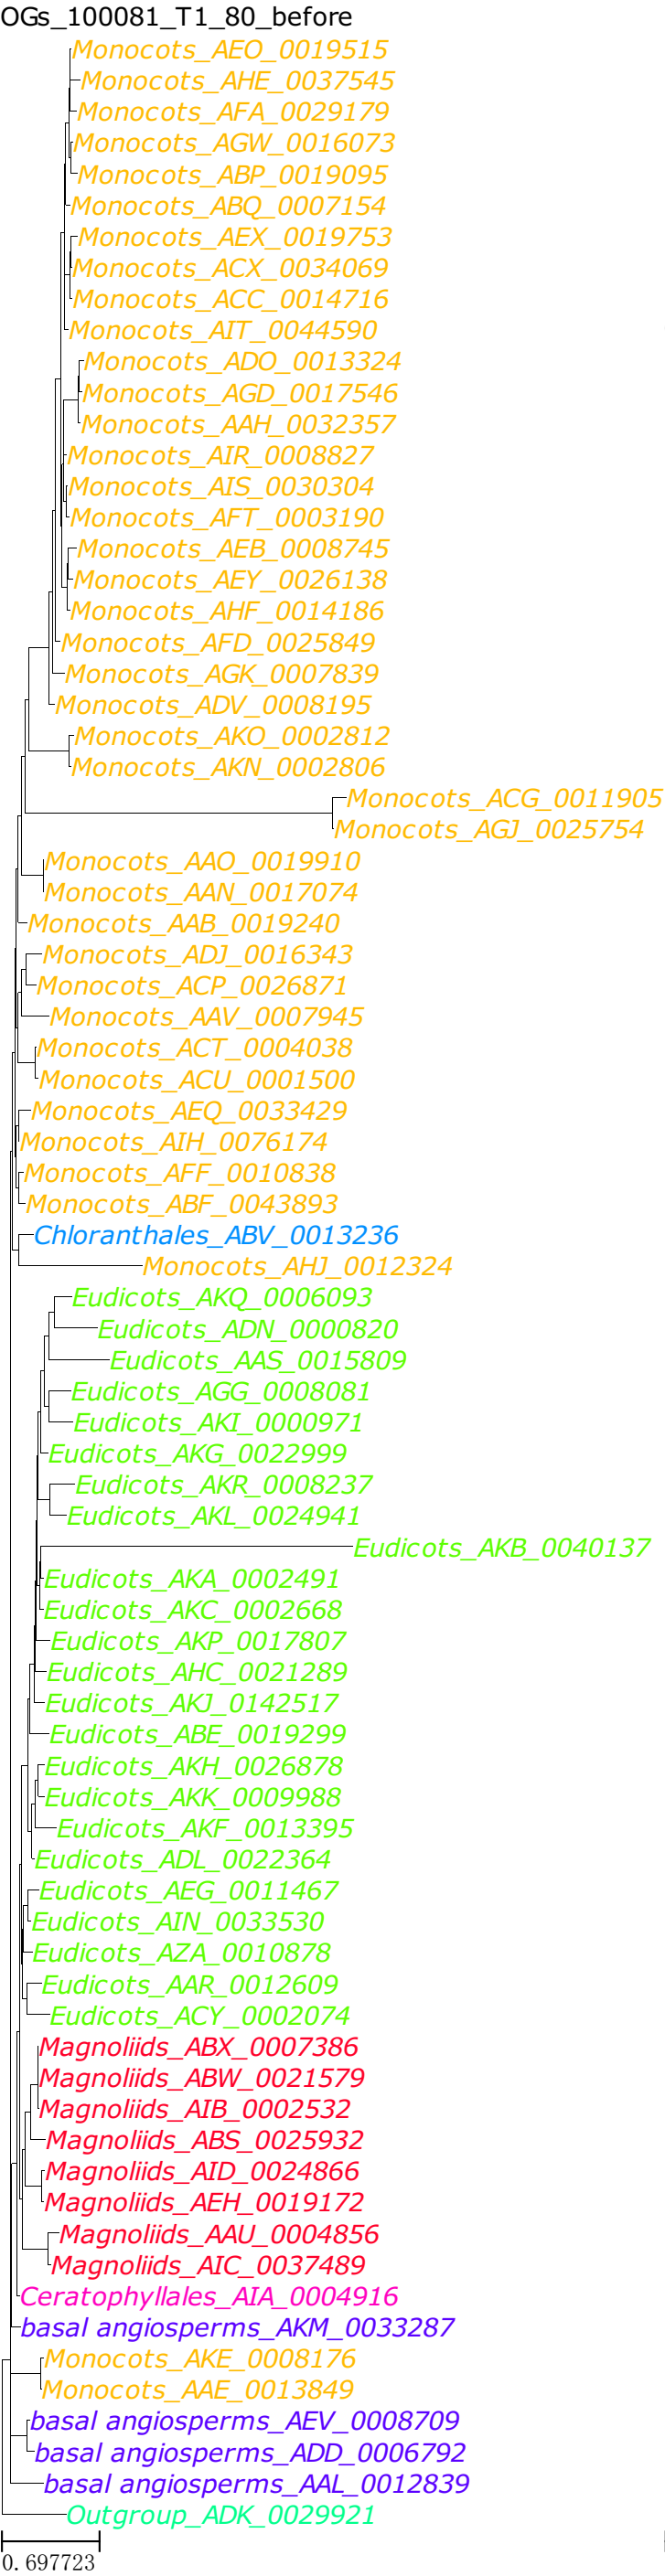 OGs_100081_T1_80_before
Monocots_AEO_0019515
Monocots_AHE_0037545
Monocots_AFA_0029179
Monocots_AGW_0016073
Monocots_ABP_0019095
Monocots_ABQ_0007154
Monocots_AEX_0019753
Monocots_ACX_0034069
Monocots_ACC_0014716
Monocots_AIT_0044590
Monocots_ADO_0013324
Monocots_AGD_0017546
Monocots_AAH_0032357
Monocots_AIR_0008827
Monocots_AIS_0030304
Monocots_AFT_0003190
Monocots_AEB_0008745
Monocots_AEY_0026138
Monocots_AHF_0014186
Monocots_AFD_0025849
Monocots_AGK_0007839
Monocots_ADV_0008195
Monocots_AKO_0002812
Monocots_AKN_0002806
Monocots_ACG_0011905
Monocots_AGJ_0025754
Monocots_AAO_0019910
Monocots_AAN_0017074
Monocots_AAB_0019240
Monocots_ADJ_0016343
Monocots_ACP_0026871
Monocots_AAV_0007945
Monocots_ACT_0004038
Monocots_ACU_0001500
Monocots_AEQ_0033429
Monocots_AIH_0076174
Monocots_AFF_0010838
Monocots_ABF_0043893
Chloranthales_ABV_0013236
Monocots_AHJ_0012324
Eudicots_AKQ_0006093
Eudicots_ADN_0000820
Eudicots_AAS_0015809
Eudicots_AGG_0008081
Eudicots_AKI_0000971
Eudicots_AKG_0022999
Eudicots_AKR_0008237
Eudicots_AKL_0024941
Eudicots_AKB_0040137
Eudicots_AKA_0002491
Eudicots_AKC_0002668
Eudicots_AKP_0017807
Eudicots_AHC_0021289
Eudicots_AKJ_0142517
Eudicots_ABE_0019299
Eudicots_AKH_0026878
Eudicots_AKK_0009988
Eudicots_AKF_0013395
Eudicots_ADL_0022364
Eudicots_AEG_0011467
Eudicots_AIN_0033530
Eudicots_AZA_0010878
Eudicots_AAR_0012609
Eudicots_ACY_0002074
Magnoliids_ABX_0007386
Magnoliids_ABW_0021579
Magnoliids_AIB_0002532
Magnoliids_ABS_0025932
Magnoliids_AID_0024866
Magnoliids_AEH_0019172
Magnoliids_AAU_0004856
Magnoliids_AIC_0037489
Ceratophyllales_AIA_0004916
basal angiosperms_AKM_0033287
Monocots_AKE_0008176
Monocots_AAE_0013849
basal angiosperms_AEV_0008709
basal angiosperms_ADD_0006792
basal angiosperms_AAL_0012839
Outgroup_ADK_0029921
0.697723